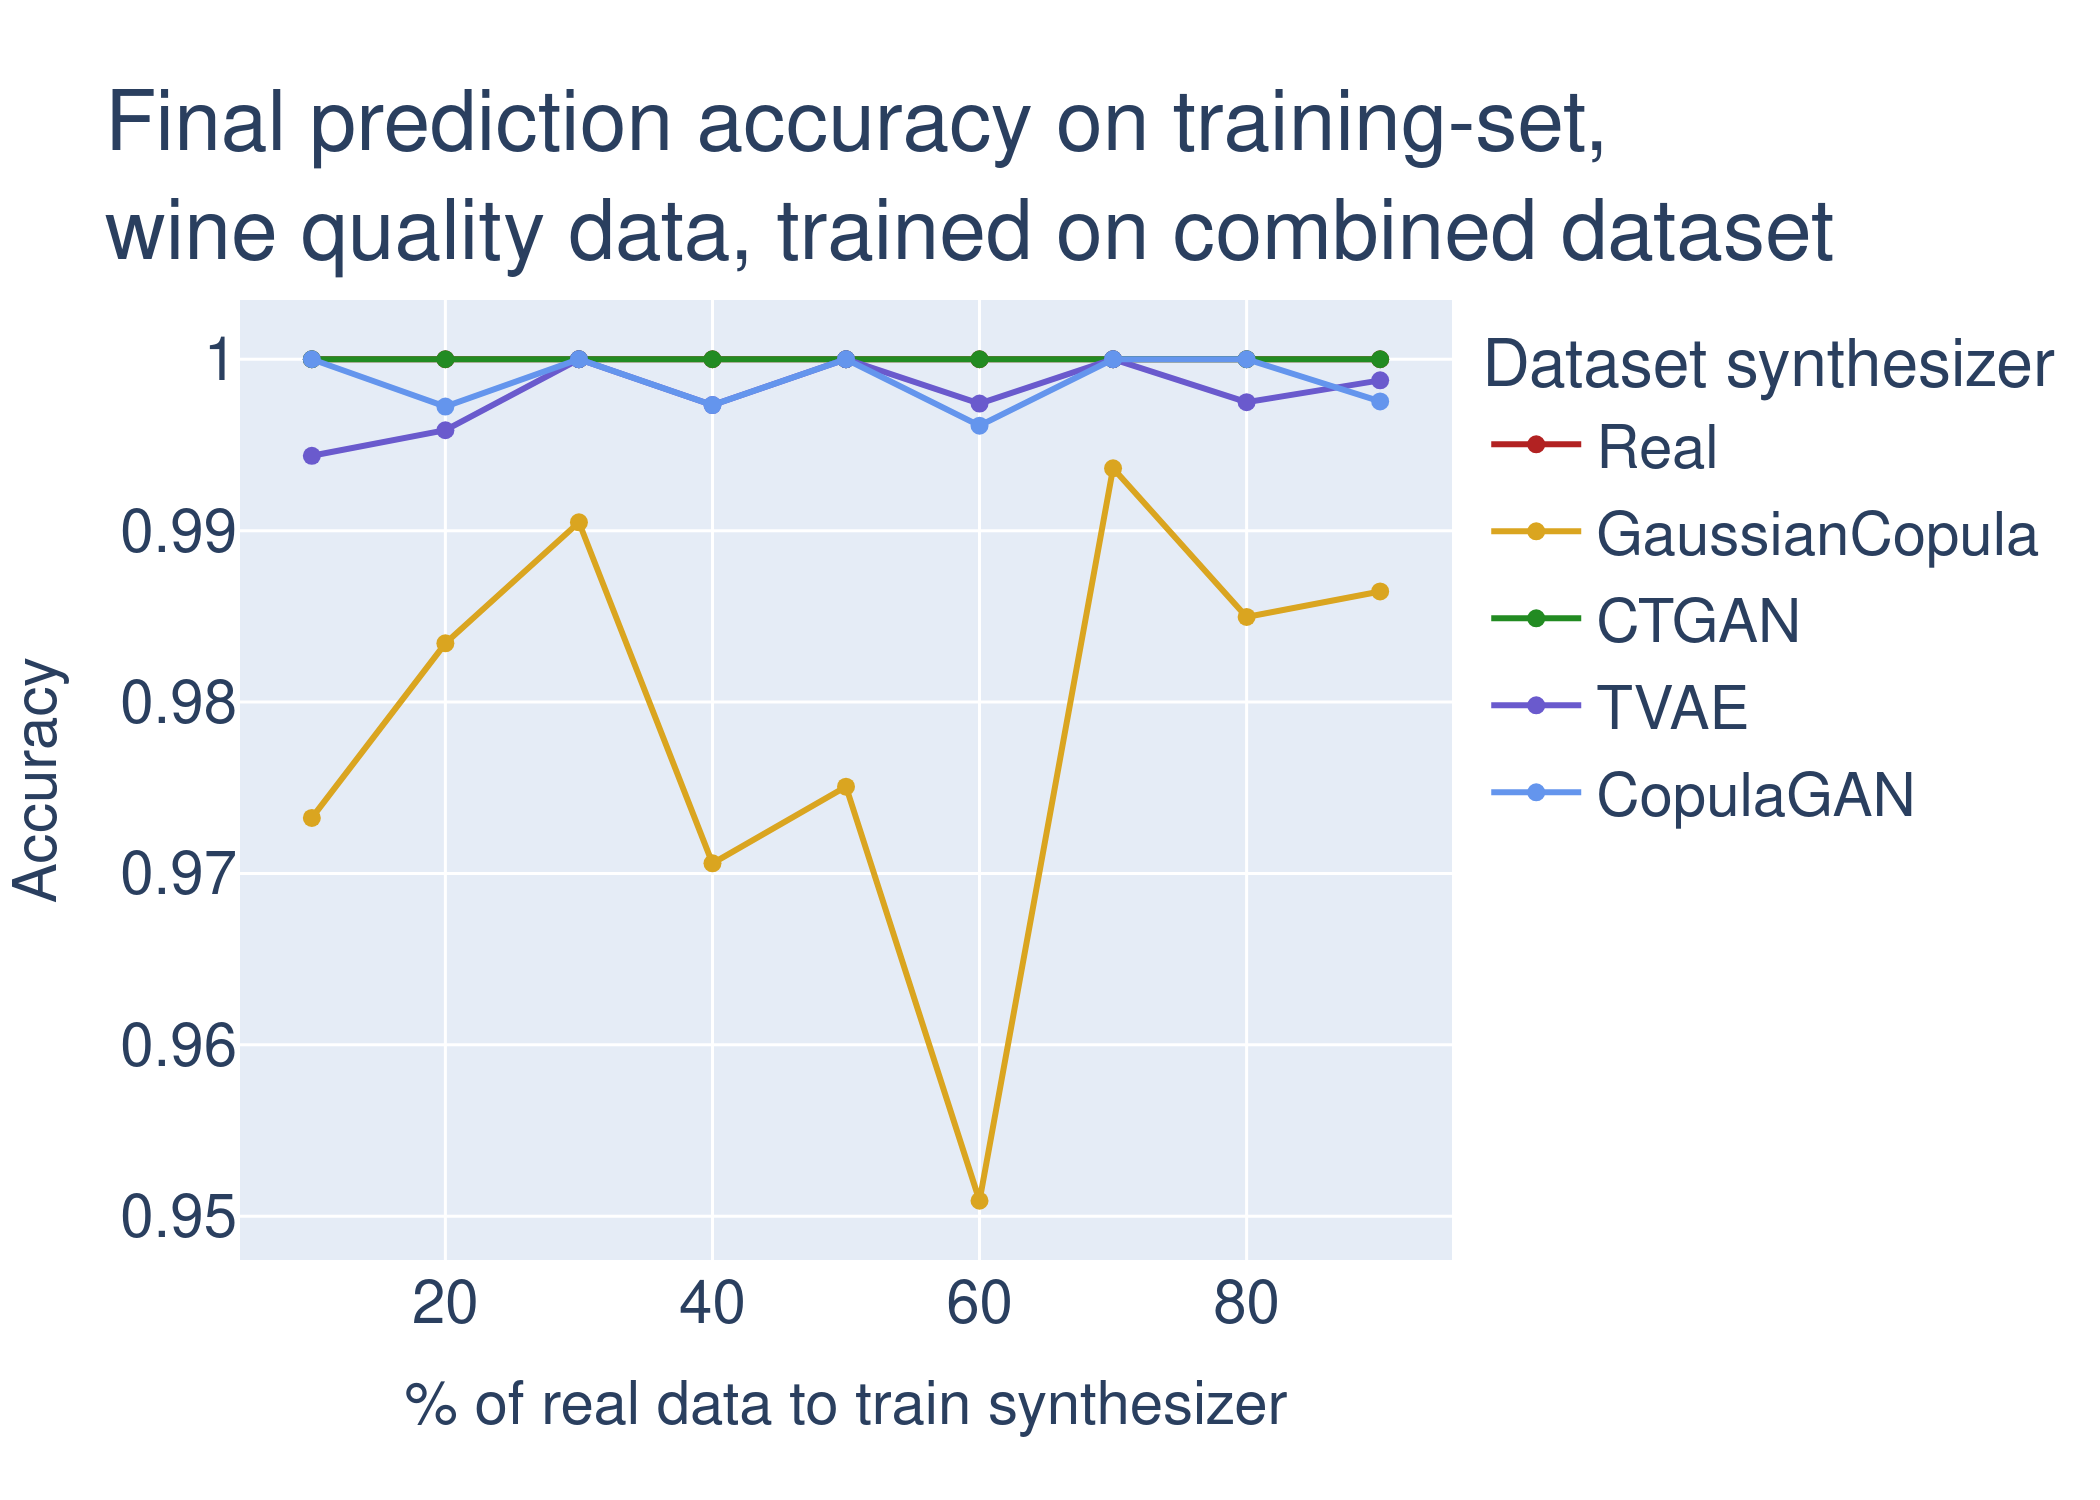 Final prediction accuracy on training-set,
wine quality data, trained on combined dataset
Dataset synthesizer
Real
GaussianCopula
CTGAN
TVAE
CopulaGAN
Accuracy
1
0.99
0.98
0.97
0.96
0.95
20 40 60 80
% of real data to train synthesizer